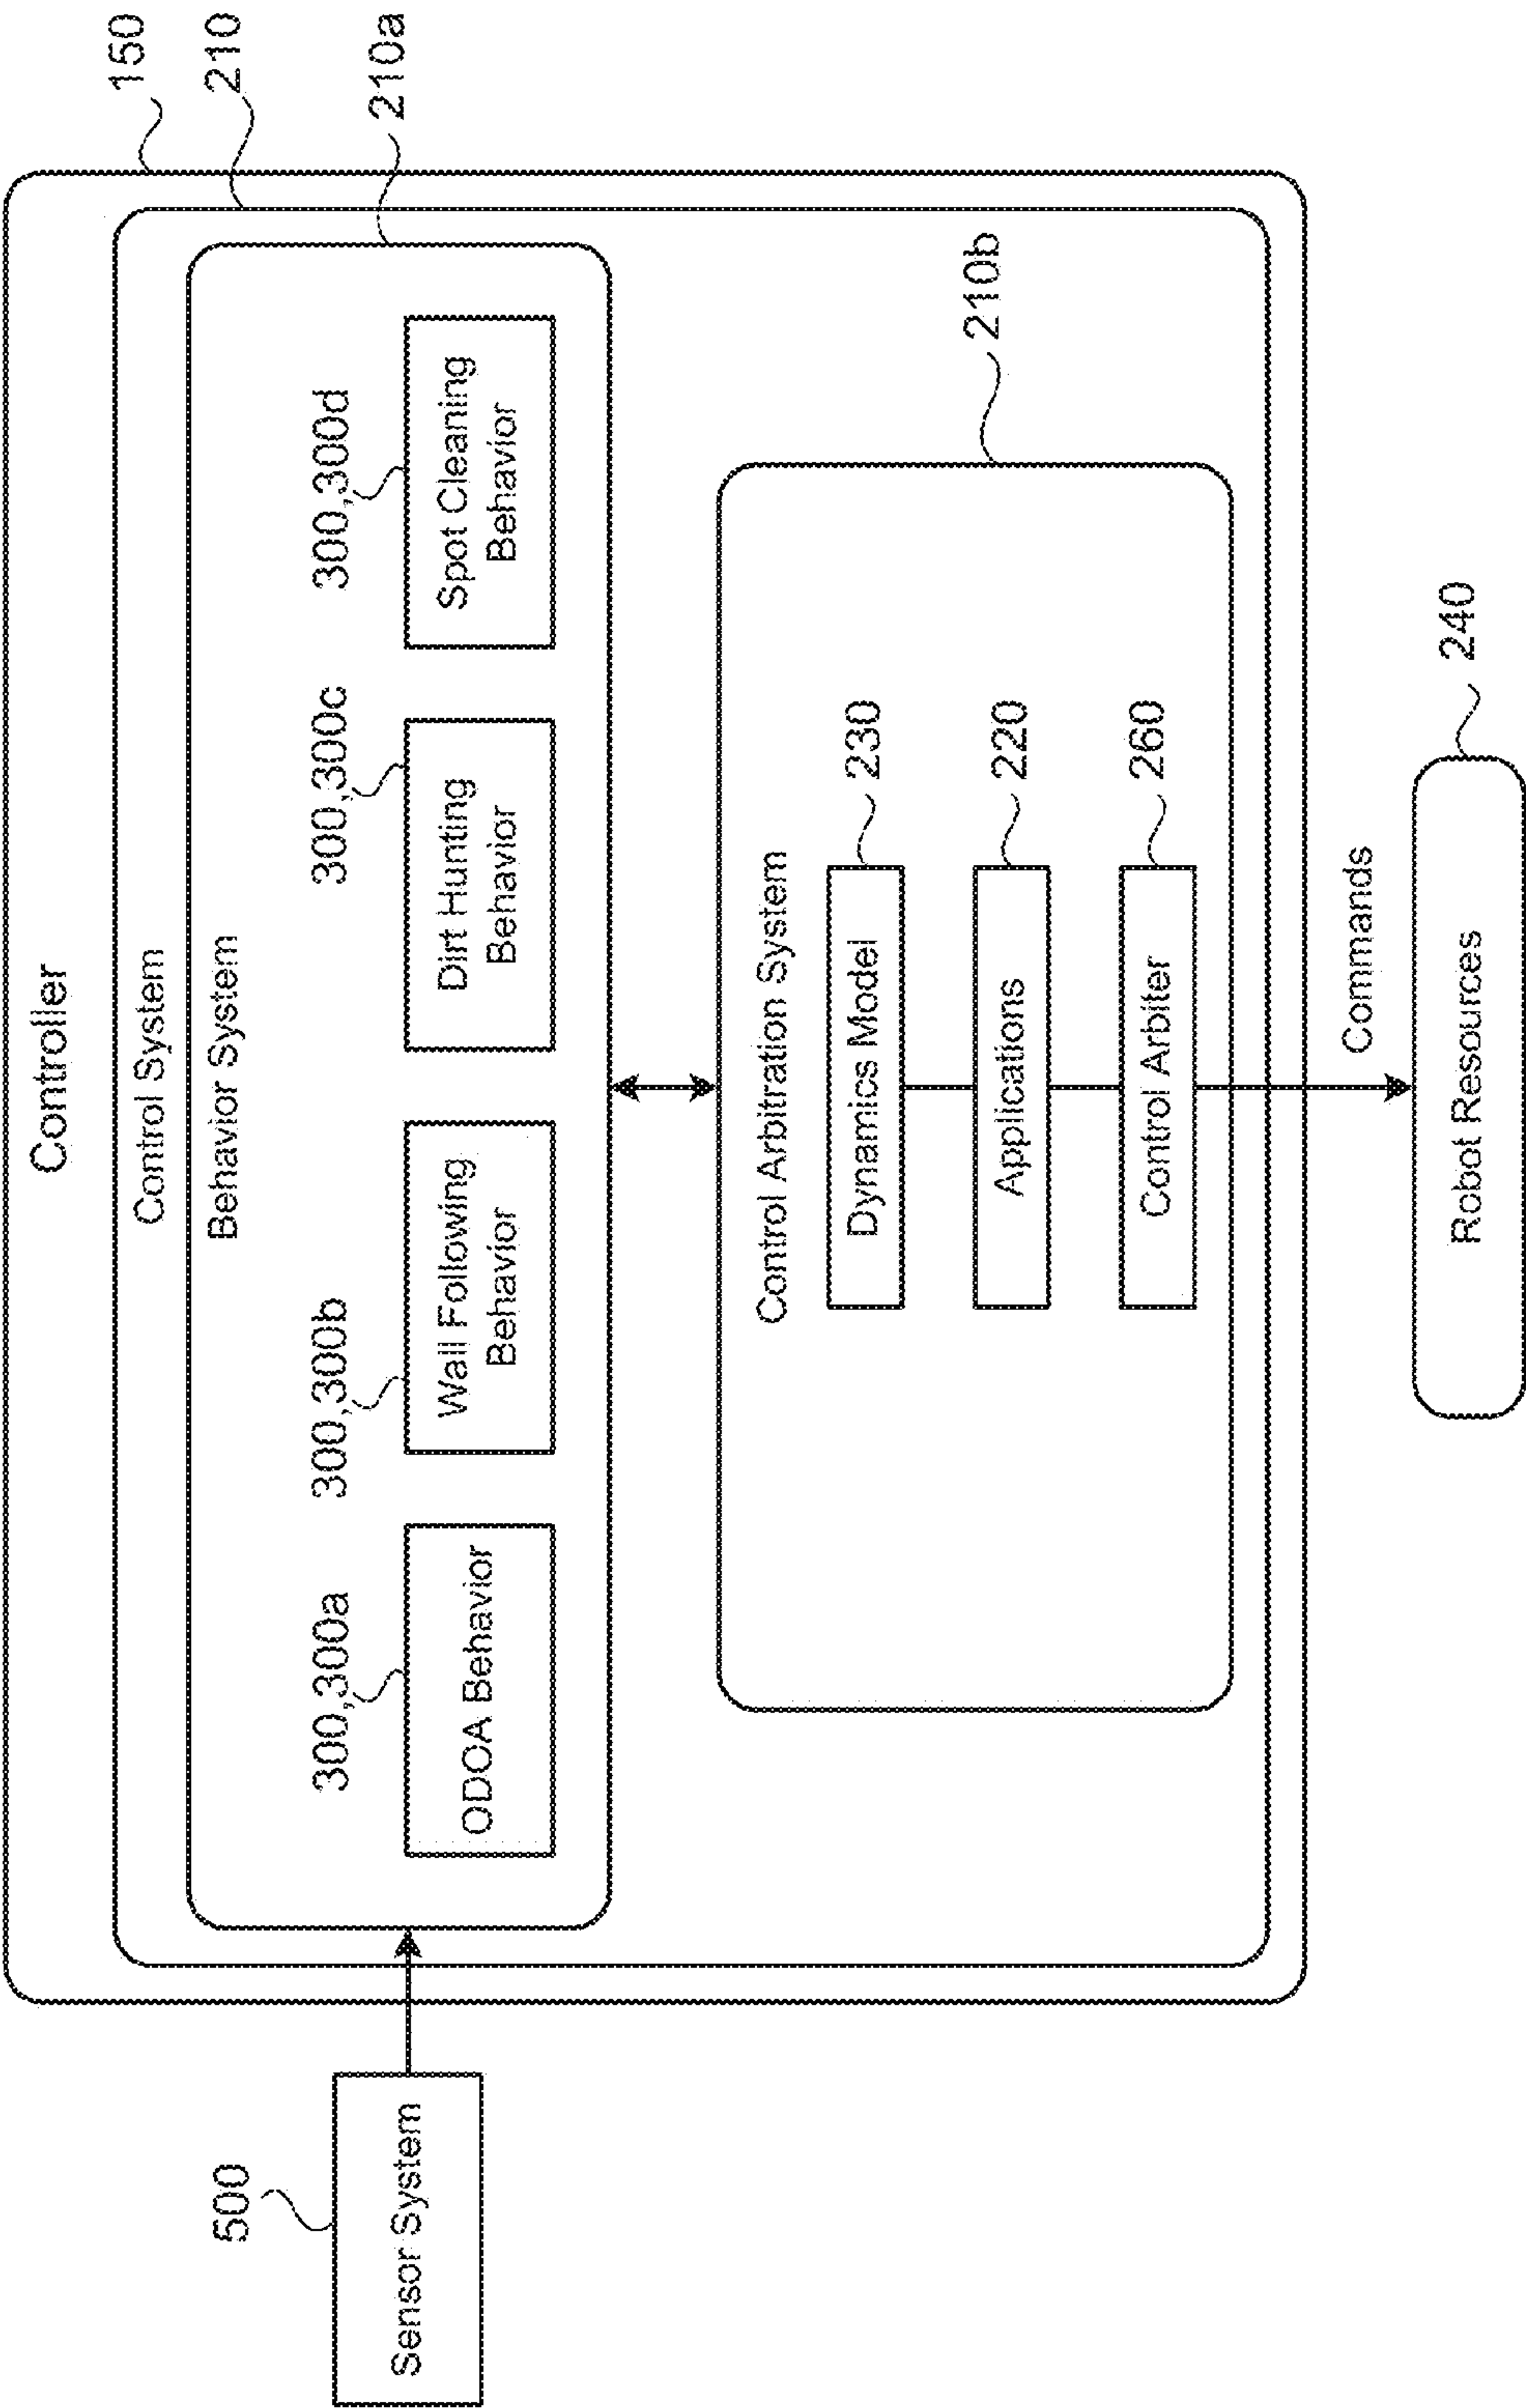 Controller
150
Control System
210
Behavior System
210a
300,300a
300,300b
300,300c
300,300d
ODOA Behavior
Wall Following
Behavior
Dirt Hunting
Behavior
Spot Cleaning
Behavior
500
Sensor System
210b
Control Arbitration System
Dynamics Model
230
Applications
220
Control Arbiter
260
Commands
Robot Resources
240